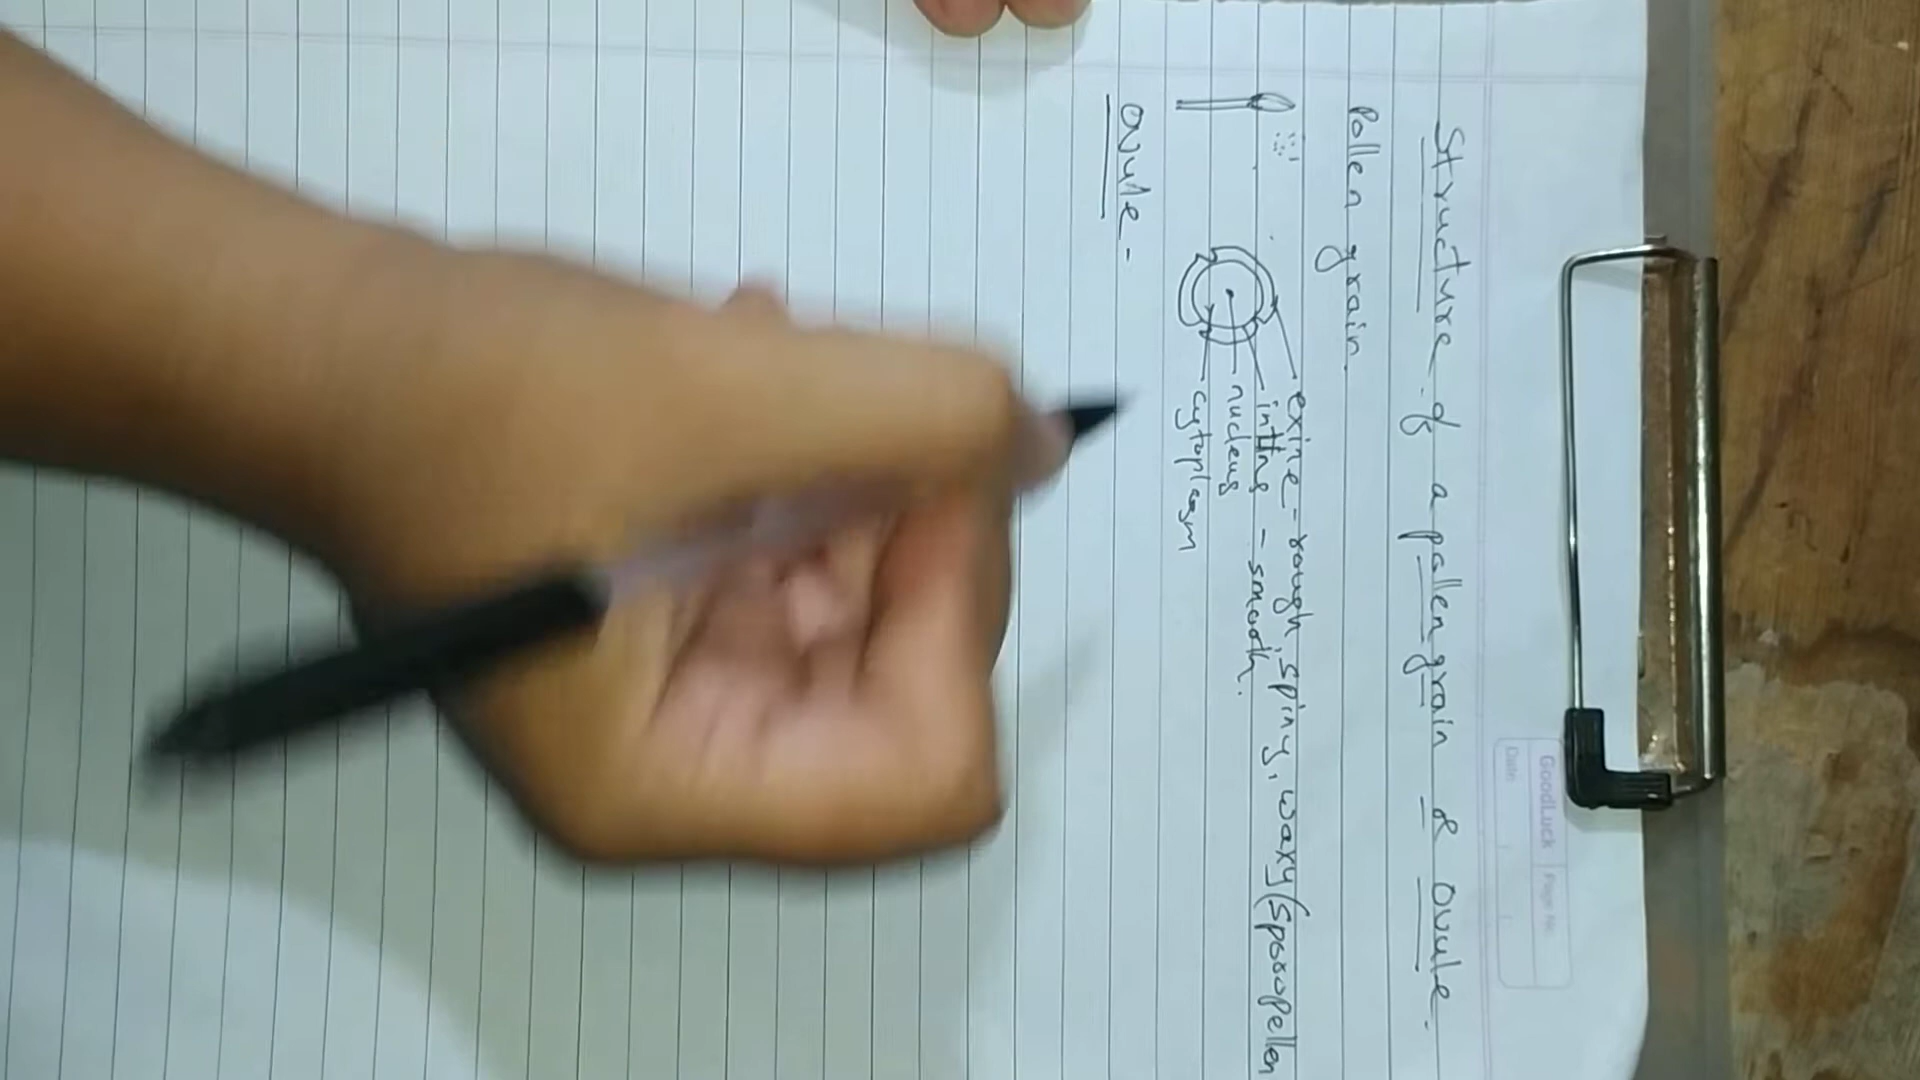 GoodLuck Page No.
Date
Structure of a pollen grain & ovule.
Pollen grain.
exine - rough, spiny, waxy (sporopellen
intine - smooth.
nucleus
cytoplasm
Ovule -